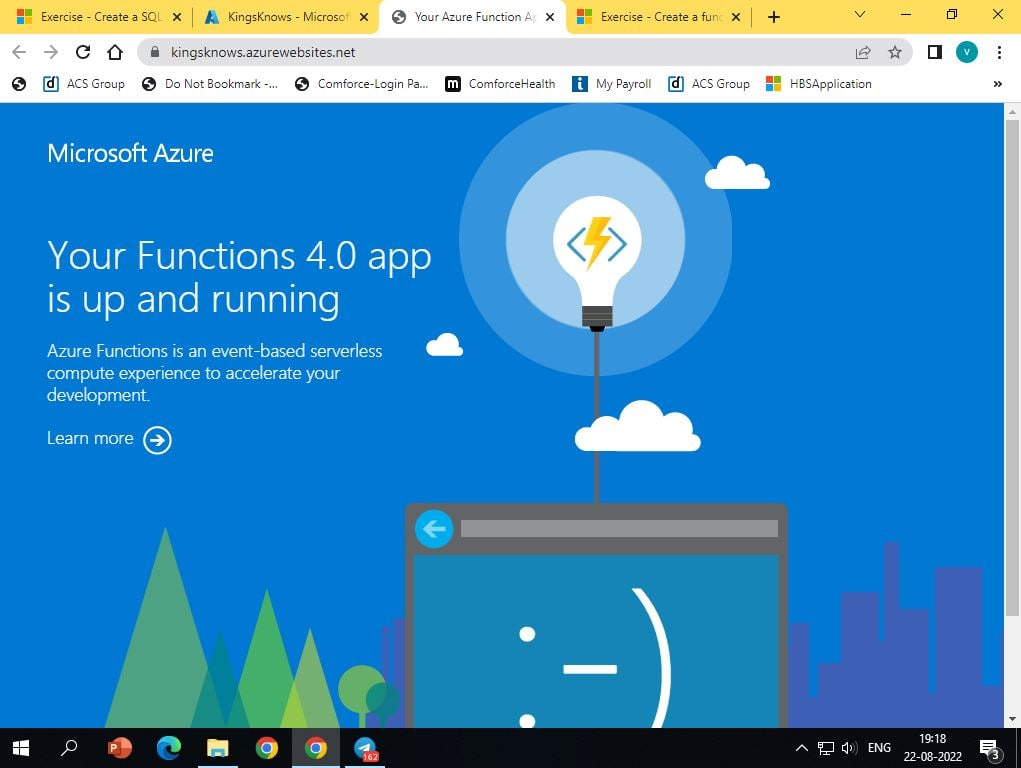 Exercise - Create a SQL
KingsKnows - Microsof
Your Azure Function Ap
Exercise - Create a func
kingsknows.azurewebsites.net
V
ACS Group
Do Not Bookmark -...
Comforce-Login Pa...
m
ComforceHealth
i
My Payroll
d
ACS Group
HBSApplication
»
Microsoft Azure
Your Functions 4.0 app
is up and running
Azure Functions is an event-based serverless
compute experience to accelerate your
development.
Learn more
:-)
P
162
ENG
19:18
22-08-2022
3